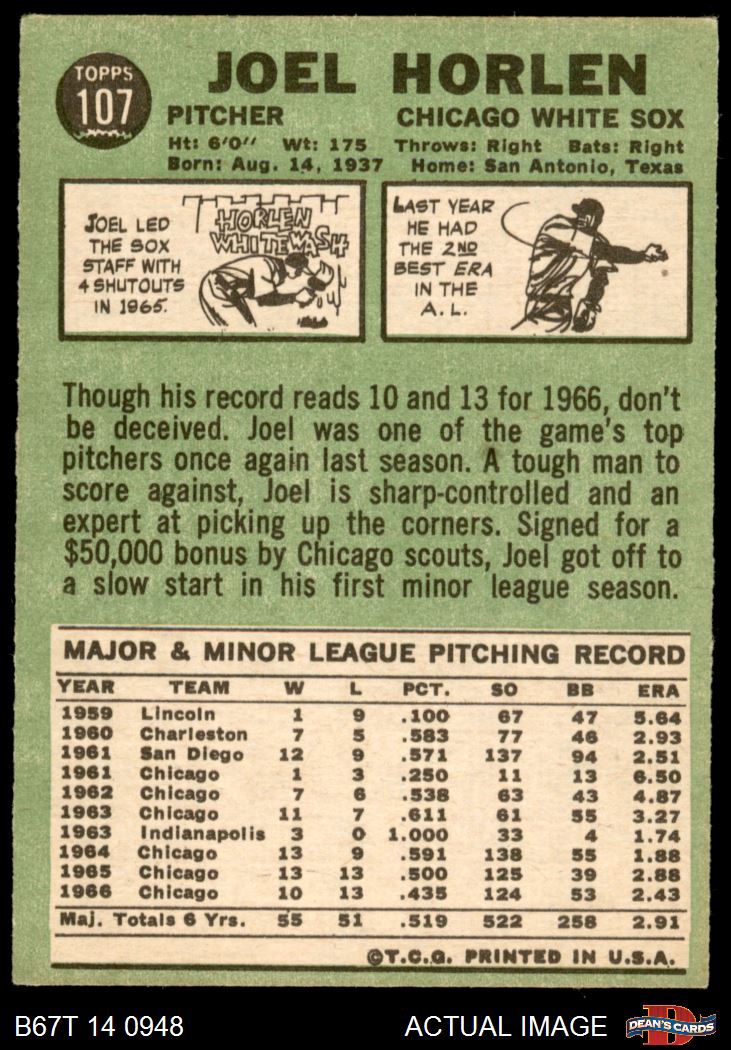 TOPPS
107
JOEL HORLEN
PITCHER CHICAGO WHITE SOX
Ht: 6'0" Wt: 175 Throws: Right Bats: Right
Born: Aug. 14, 1937 Home: San Antonio, Texas
JOEL LED
THE SOX
STAFF WITH
4 SHUTOUTS
IN 1965.
HORLEN
WHITEWASH
LAST YEAR
HE HAD
THE 2ND
BEST ERA
IN THE
A.L.
Though his record reads 10 and 13 for 1966, don't
be deceived. Joel was one of the game's top
pitchers once again last season. A tough man to
score against, Joel is sharp-controlled and an
expert at picking up the corners. Signed for a
$50,000 bonus by Chicago scouts, Joel got off to
a slow start in his first minor league season.
MAJOR & MINOR LEAGUE PITCHING RECORD
YEAR TEAM W L PCT. SO BB ERA
1959 Lincoln 1 9 .100 67 47 5.64
1960 Charleston 7 5 .583 77 46 2.93
1961 San Diego 12 9 .571 137 94 2.51
1961 Chicago 1 3 .250 11 13 6.50
1962 Chicago 7 6 .538 63 43 4.87
1963 Chicago 11 7 .611 61 55 3.27
1963 Indianapolis 3 0 1.000 33 4 1.74
1964 Chicago 13 9 .591 138 55 1.88
1965 Chicago 13 13 .500 125 39 2.88
1966 Chicago 10 13 .435 124 53 2.43
Maj. Totals 6 Yrs. 55 51 .519 522 258 2.91
©T.C.G. PRINTED IN U.S.A.
B67T 14 0948 ACTUAL IMAGE
D
DEAN'S CARDS